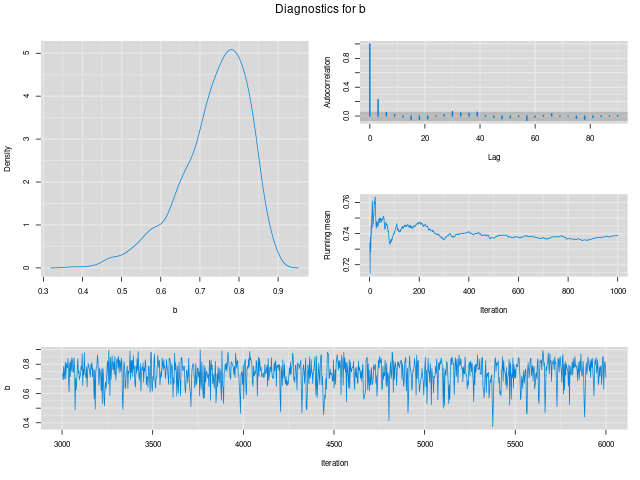 Diagnostics for b
Density
0
1
2
3
4
5
0.3 0.4 0.5 0.6 0.7 0.8 0.9
b
Autocorrelation
0.0
0.4
0.8
0 20 40 60 80
Lag
Running mean
0.72
0.74
0.76
0 200 400 600 800 1000
Iteration
b
0.4
0.6
0.8
3000 3500 4000 4500 5000 5500 6000
Iteration